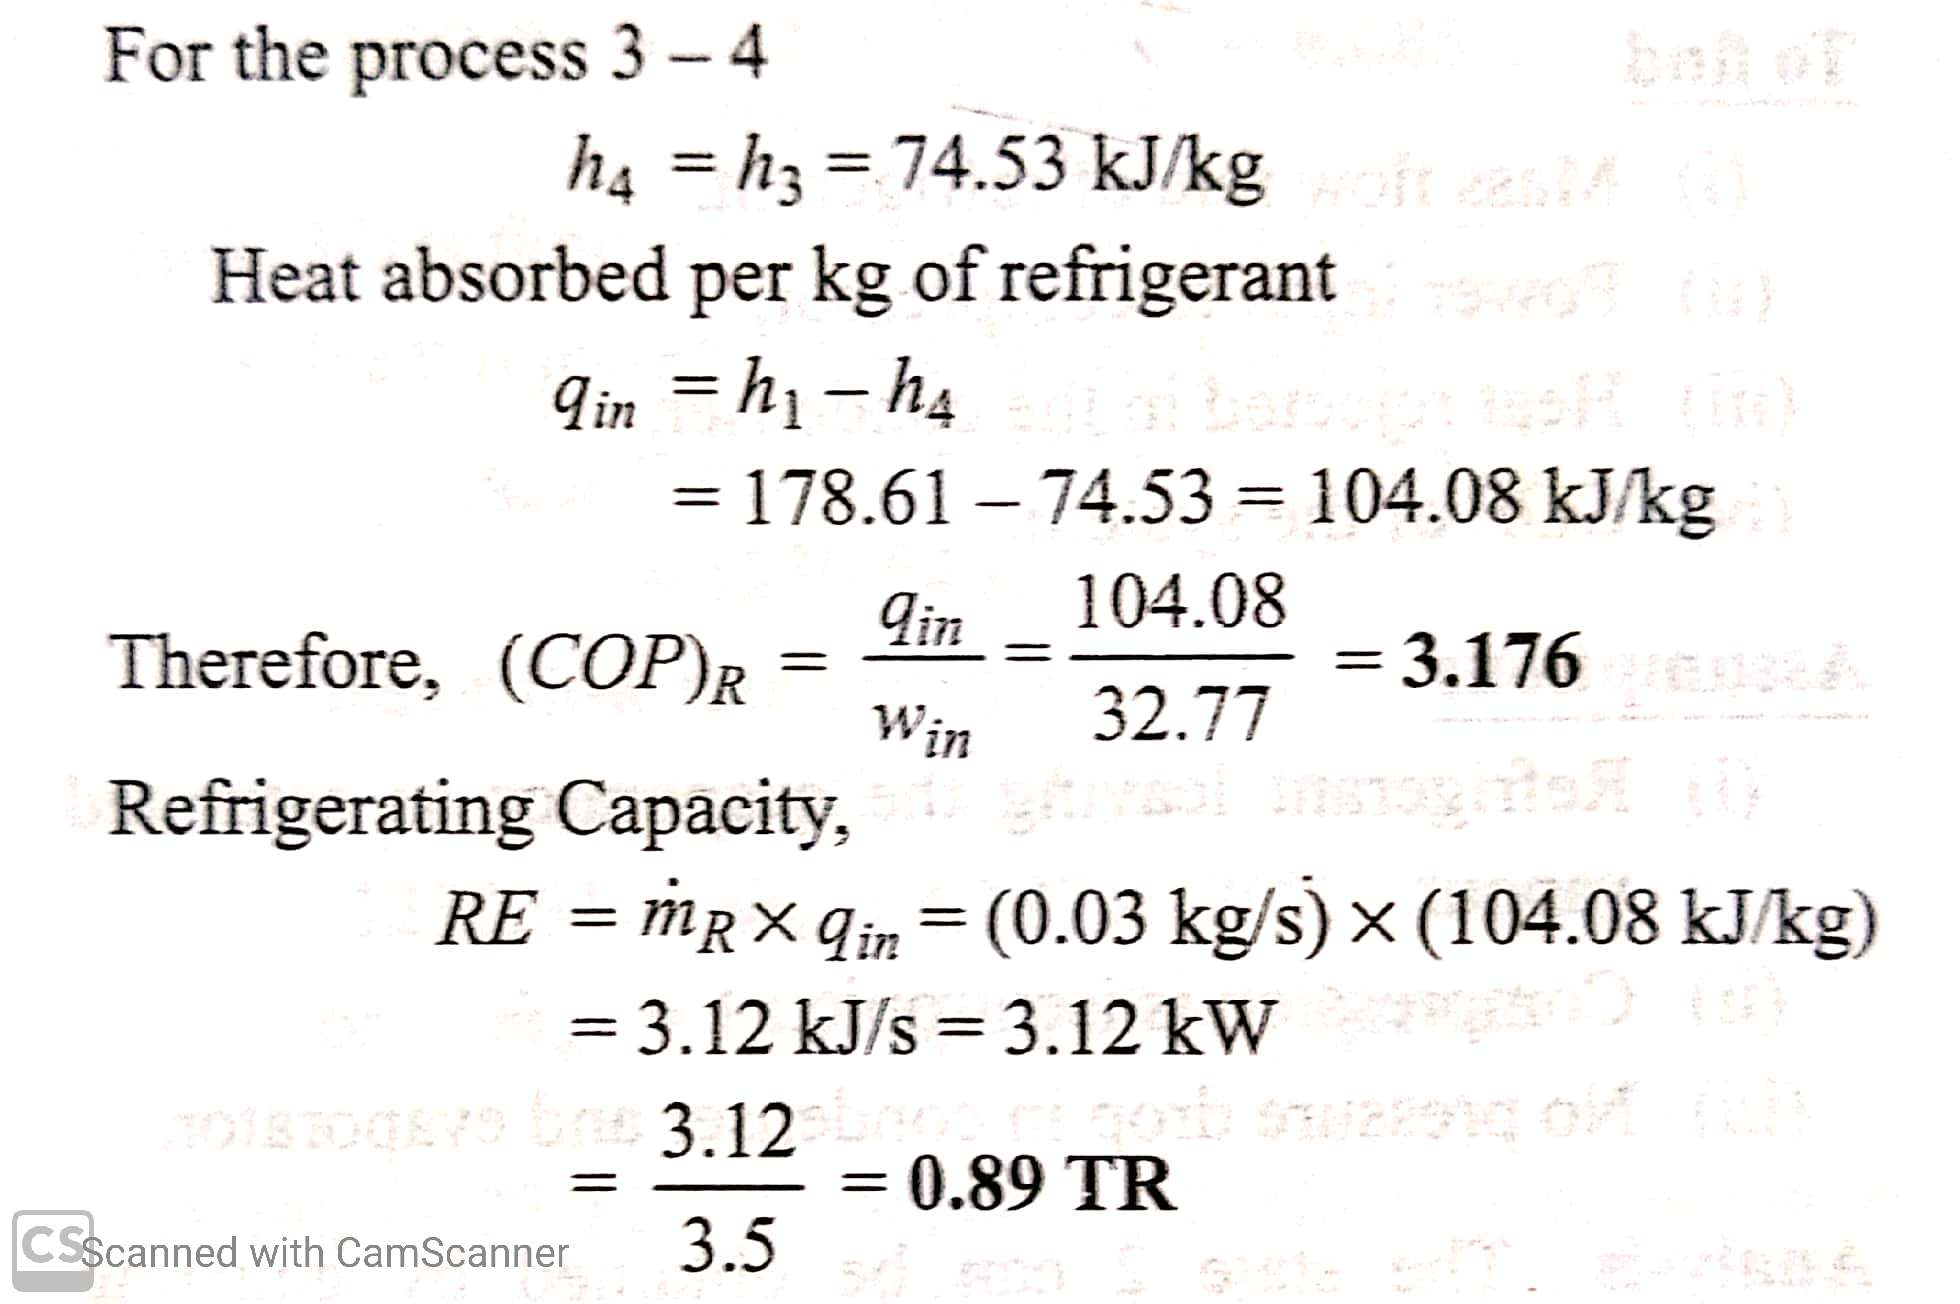 For the process 3 – 4
h4 = h3 = 74.53 kJ/kg
Heat absorbed per kg of refrigerant
qin = h1 – h4
= 178.61 – 74.53 = 104.08 kJ/kg
Therefore, (COP)R = qin/win = 104.08/32.77 = 3.176
Refrigerating Capacity,
RE = ṁR × qin = (0.03 kg/s) × (104.08 kJ/kg)
= 3.12 kJ/s = 3.12 kW
= 3.12/3.5 = 0.89 TR
CS Scanned with CamScanner